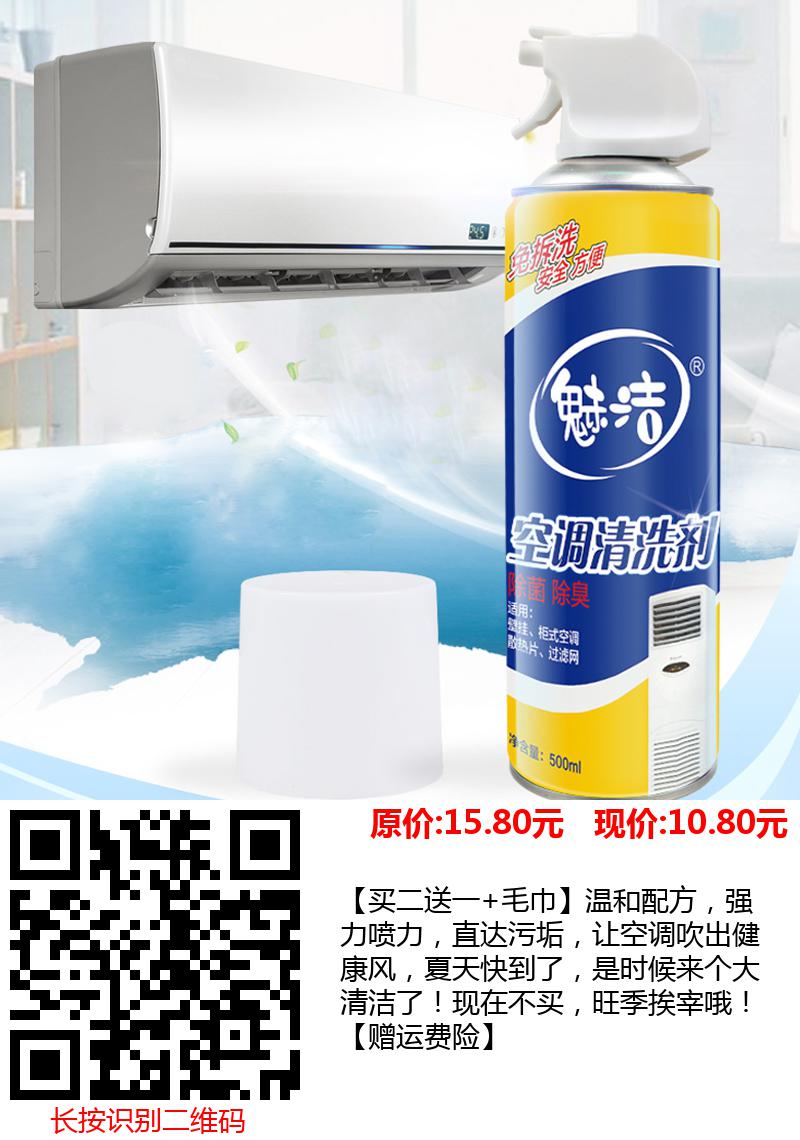 24.5
免拆洗
安全 方便
魅洁®
空调清洗剂
除菌 除臭
适用：
壁挂、柜式空调
散热片、过滤网
净含量：500ml
原价:15.80元 现价:10.80元
【买二送一+毛巾】温和配方，强
力喷力，直达污垢，让空调吹出健
康风，夏天快到了，是时候来个大
清洁了！现在不买，旺季挨宰哦！
【赠运费险】
长按识别二维码